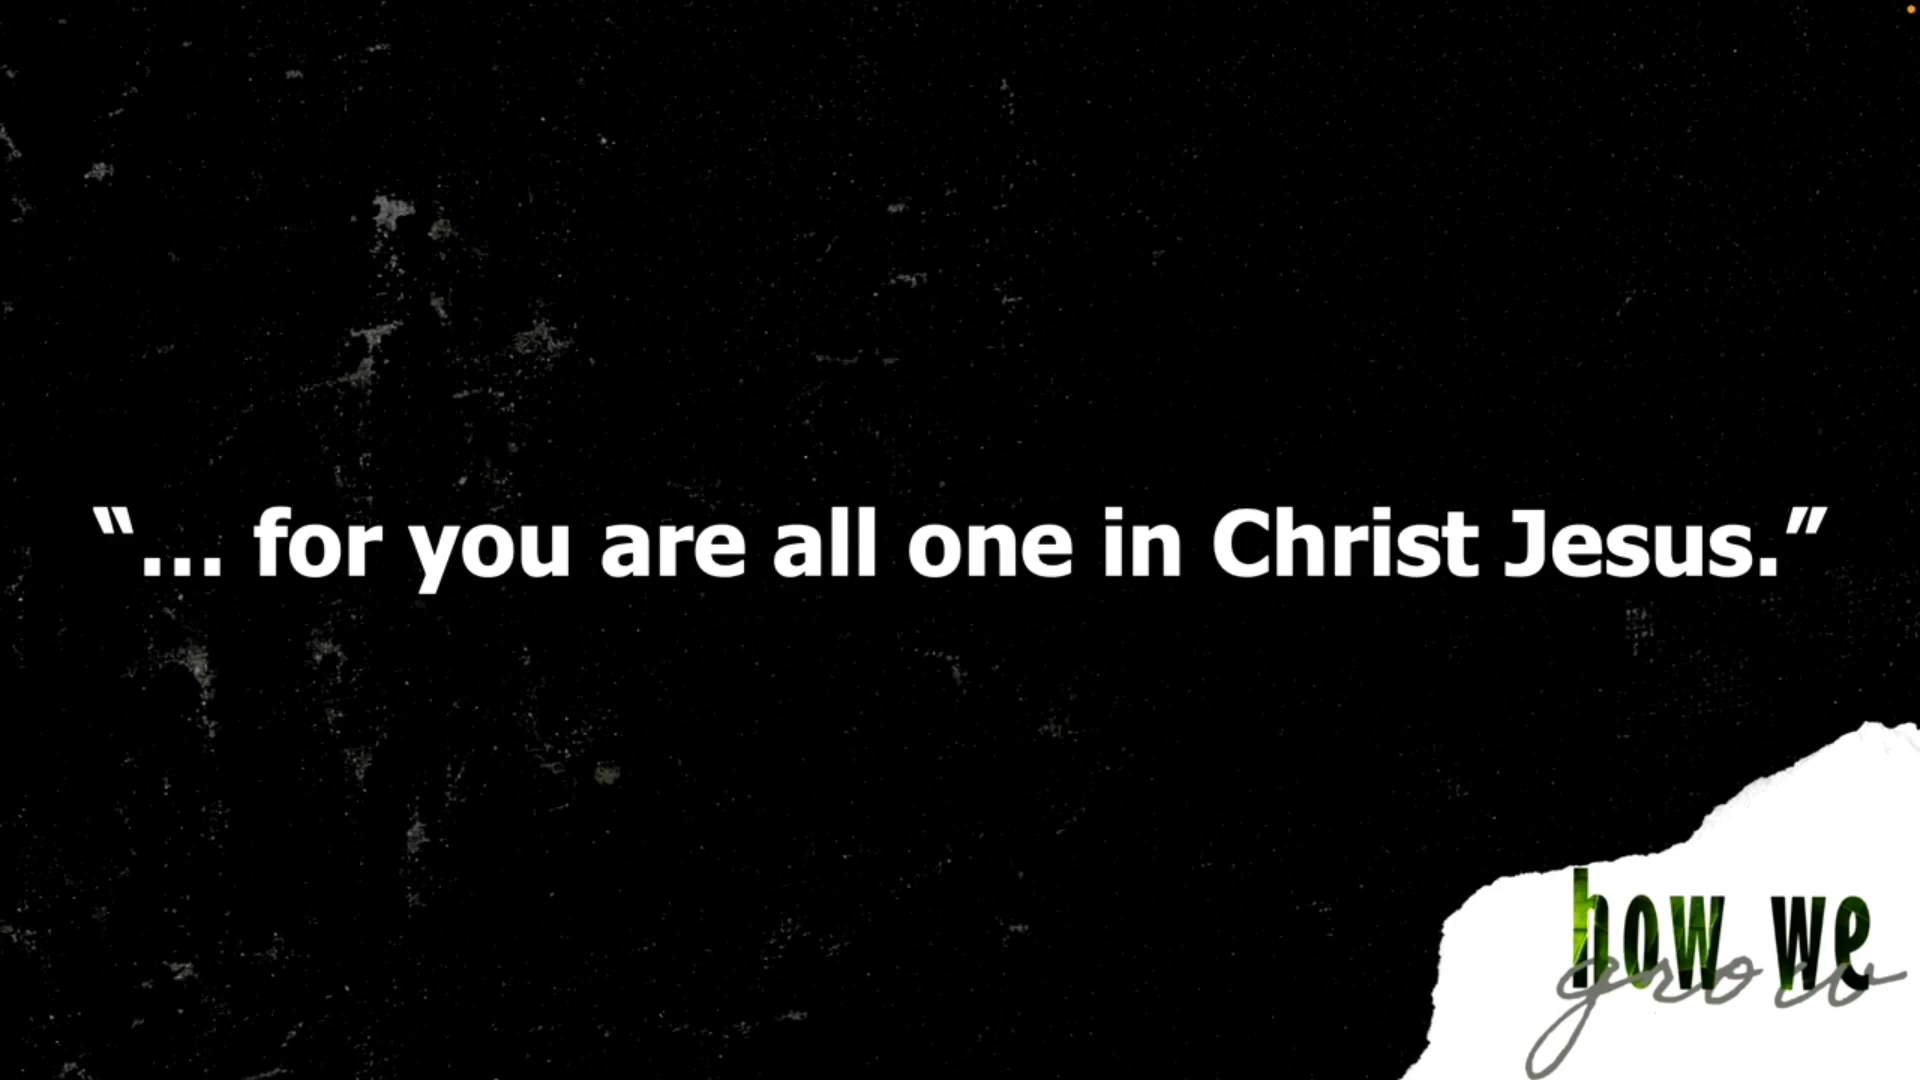 “... for you are all one in Christ Jesus.”
how we
grow